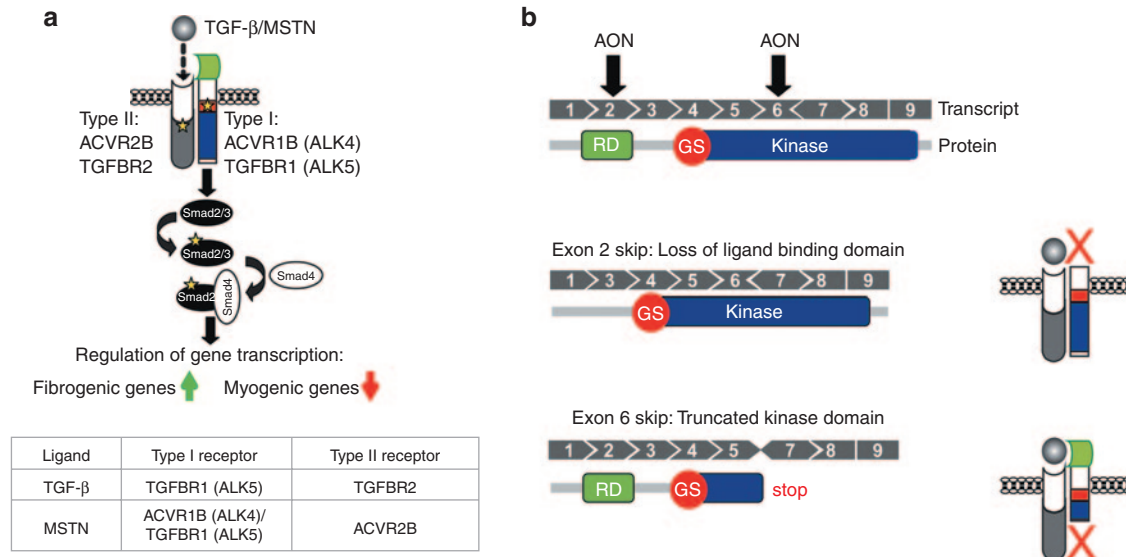 a
TGF-β/MSTN
Type II:
ACVR2B
TGFBR2
Type I:
ACVR1B (ALK4)
TGFBR1 (ALK5)
Smad2/3
Smad2/3
Smad4
Smad2
Smad4
Regulation of gene transcription:
Fibrogenic genes
Myogenic genes
Ligand Type I receptor Type II receptor
TGF-β TGFBR1 (ALK5) TGFBR2
MSTN ACVR1B (ALK4)/ TGFBR1 (ALK5) ACVR2B
b
AON AON
1 2 3 4 5 6 7 8 9 Transcript
RD GS Kinase Protein
Exon 2 skip: Loss of ligand binding domain
1 3 4 5 6 7 8 9
GS Kinase
X
Exon 6 skip: Truncated kinase domain
1 2 3 4 5 7 8 9
RD GS stop
X